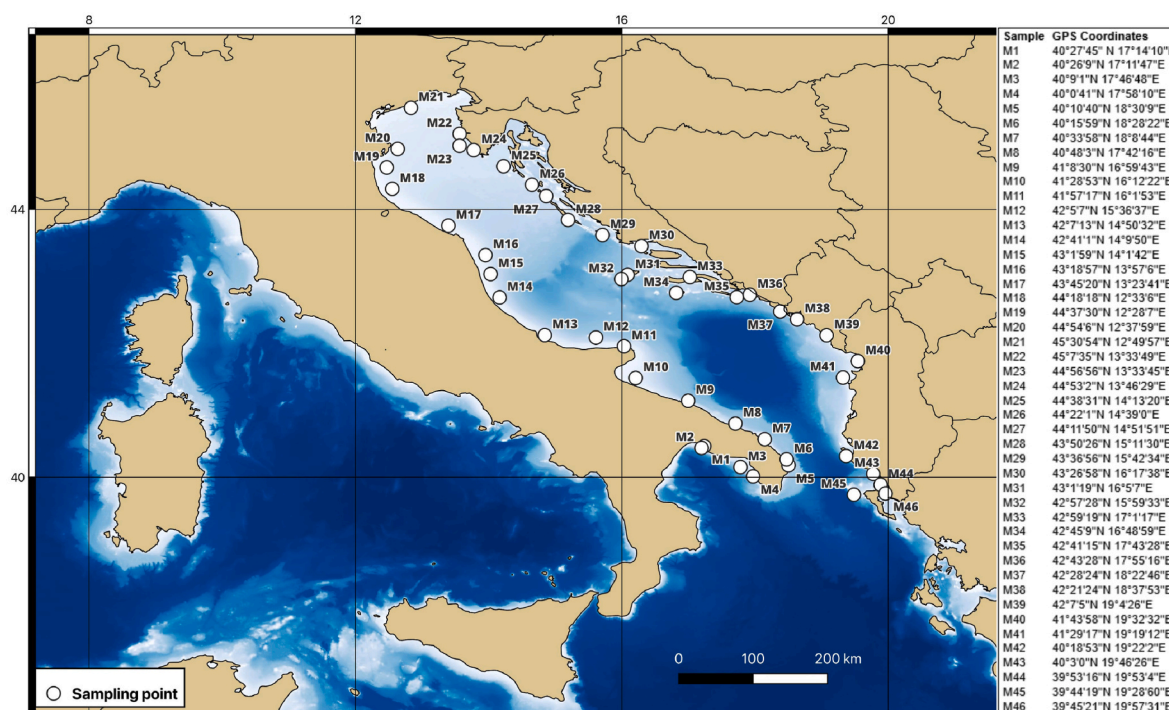 8 12 16 20
44
40
M21
M22
M20
M24
M23
M19
M25
M18
M26
M27
M17
M28
M29
M16
M30
M15
M32 M31
M33
M14
M34
M35
M36
M37
M38
M13
M12
M11
M39
M40
M10
M41
M9
M8
M7
M2
M6
M42
M1
M3
M43
M5
M44
M4
M45
M46
0 100 200 km
Sampling point
Sample GPS Coordinates
M1 40°27'45" N 17°14'10"E
M2 40°26'9"N 17°11'47"E
M3 40°9'1"N 17°46'48"E
M4 40°0'41"N 17°58'10"E
M5 40°10'40"N 18°30'9"E
M6 40°15'59"N 18°28'22"E
M7 40°33'58"N 18°8'44"E
M8 40°48'3"N 17°42'16"E
M9 41°8'30"N 16°59'43"E
M10 41°28'53"N 16°12'22"E
M11 41°57'17"N 16°1'53"E
M12 42°5'7"N 15°36'37"E
M13 42°7'13"N 14°50'32"E
M14 42°41'1"N 14°9'50"E
M15 43°1'59"N 14°1'42"E
M16 43°18'57"N 13°57'6"E
M17 43°45'20"N 13°23'41"E
M18 44°18'18"N 12°33'6"E
M19 44°37'30"N 12°28'7"E
M20 44°54'6"N 12°37'59"E
M21 45°30'54"N 12°49'57"E
M22 45°7'35"N 13°33'49"E
M23 44°56'56"N 13°33'45"E
M24 44°53'2"N 13°46'29"E
M25 44°38'31"N 14°13'20"E
M26 44°22'1"N 14°39'0"E
M27 44°11'50"N 14°51'51"E
M28 43°50'26"N 15°11'30"E
M29 43°36'56"N 15°42'34"E
M30 43°26'58"N 16°17'38"E
M31 43°1'19"N 16°5'7"E
M32 42°57'28"N 15°59'33"E
M33 42°59'19"N 17°1'17"E
M34 42°45'9"N 16°48'59"E
M35 42°41'15"N 17°43'28"E
M36 42°43'28"N 17°55'16"E
M37 42°28'24"N 18°22'46"E
M38 42°21'24"N 18°37'53"E
M39 42°7'5"N 19°4'26"E
M40 41°43'58"N 19°32'32"E
M41 41°29'17"N 19°19'12"E
M42 40°18'53"N 19°22'2"E
M43 40°3'0"N 19°46'26"E
M44 39°53'16"N 19°53'4"E
M45 39°44'19"N 19°28'60"E
M46 39°45'21"N 19°57'31"E